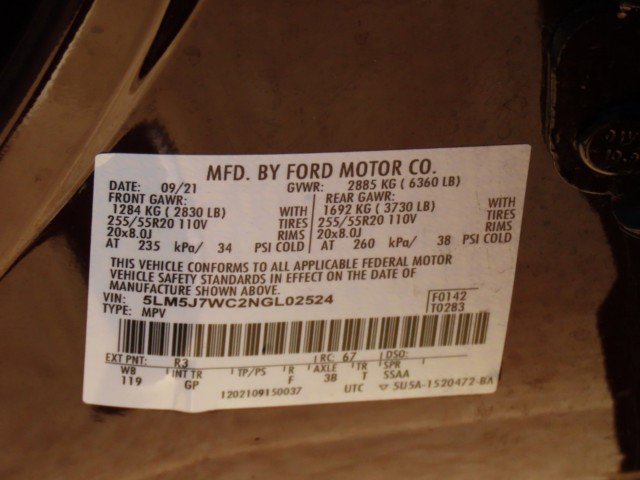 MFD. BY FORD MOTOR CO.
DATE: 09/21 GVWR: 2885 KG ( 6360 LB)
FRONT GAWR: REAR GAWR:
1284 KG ( 2830 LB) WITH 1692 KG ( 3730 LB) WITH
255/55R20 110V TIRES 255/55R20 110V TIRES
20x8.0J RIMS 20x8.0J RIMS
AT 235 kPa/ 34 PSI COLD AT 260 kPa/ 38 PSI COLD
THIS VEHICLE CONFORMS TO ALL APPLICABLE FEDERAL MOTOR
VEHICLE SAFETY STANDARDS IN EFFECT ON THE DATE OF
MANUFACTURE SHOWN ABOVE.
VIN: 5LM5J7WC2NGL02524 F0142
TYPE: MPV T0283
EXT PNT: R3 RC: 67 DSO:
WB INT TR TP/PS R AXLE TR SPR
119 GP F 38 T SSAA
1202109150037 UTC 5U5A-1520472-BA